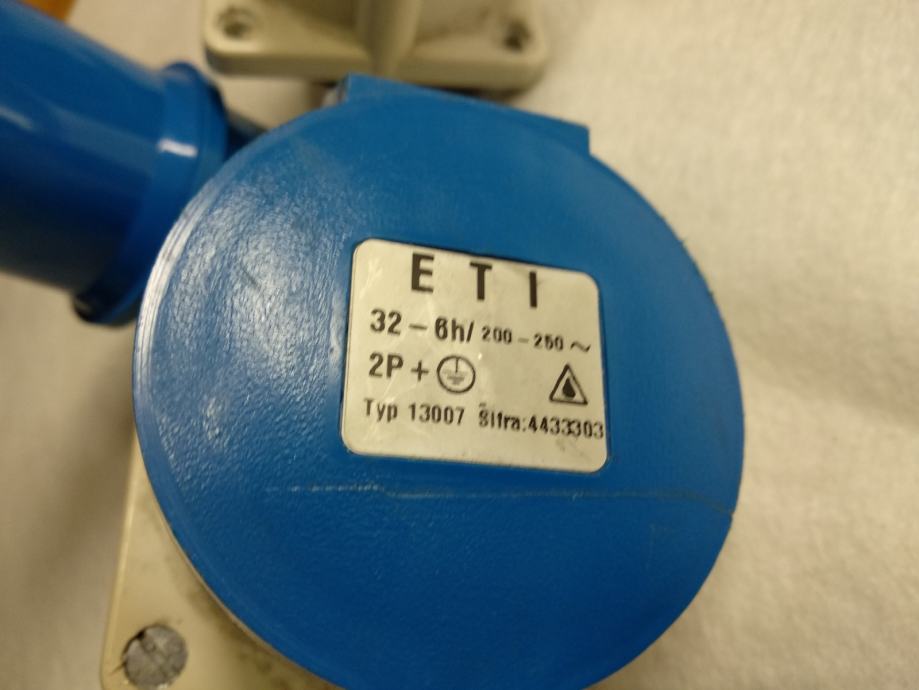 E T I
32 – 6h/ 200 – 250 ~
2P +
Typ 13007 Šifra:4433303